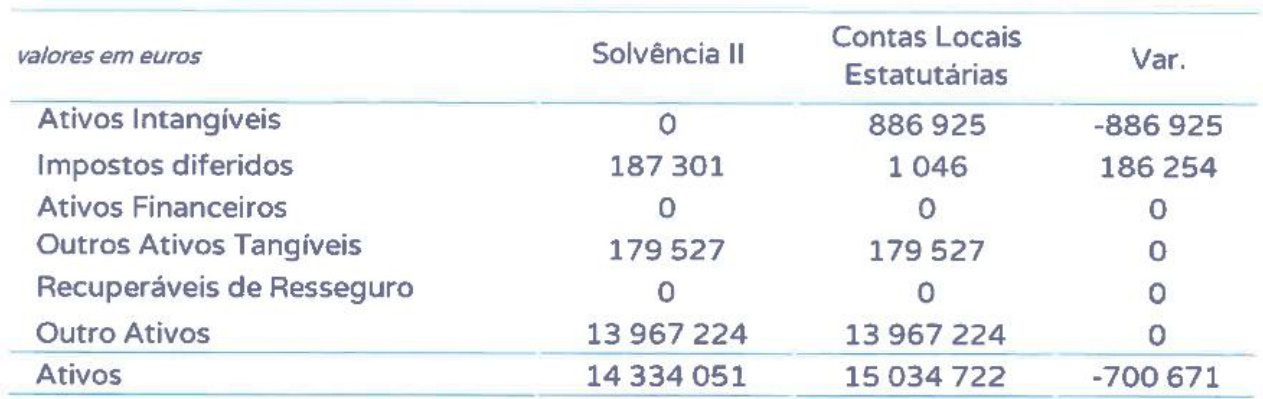 valores em euros Solvência II Contas Locais Estatutárias Var.
Ativos Intangíveis 0 886 925 -886 925
Impostos diferidos 187 301 1 046 186 254
Ativos Financeiros 0 0 0
Outros Ativos Tangíveis 179 527 179 527 0
Recuperáveis de Resseguro 0 0 0
Outro Ativos 13 967 224 13 967 224 0
Ativos 14 334 051 15 034 722 -700 671